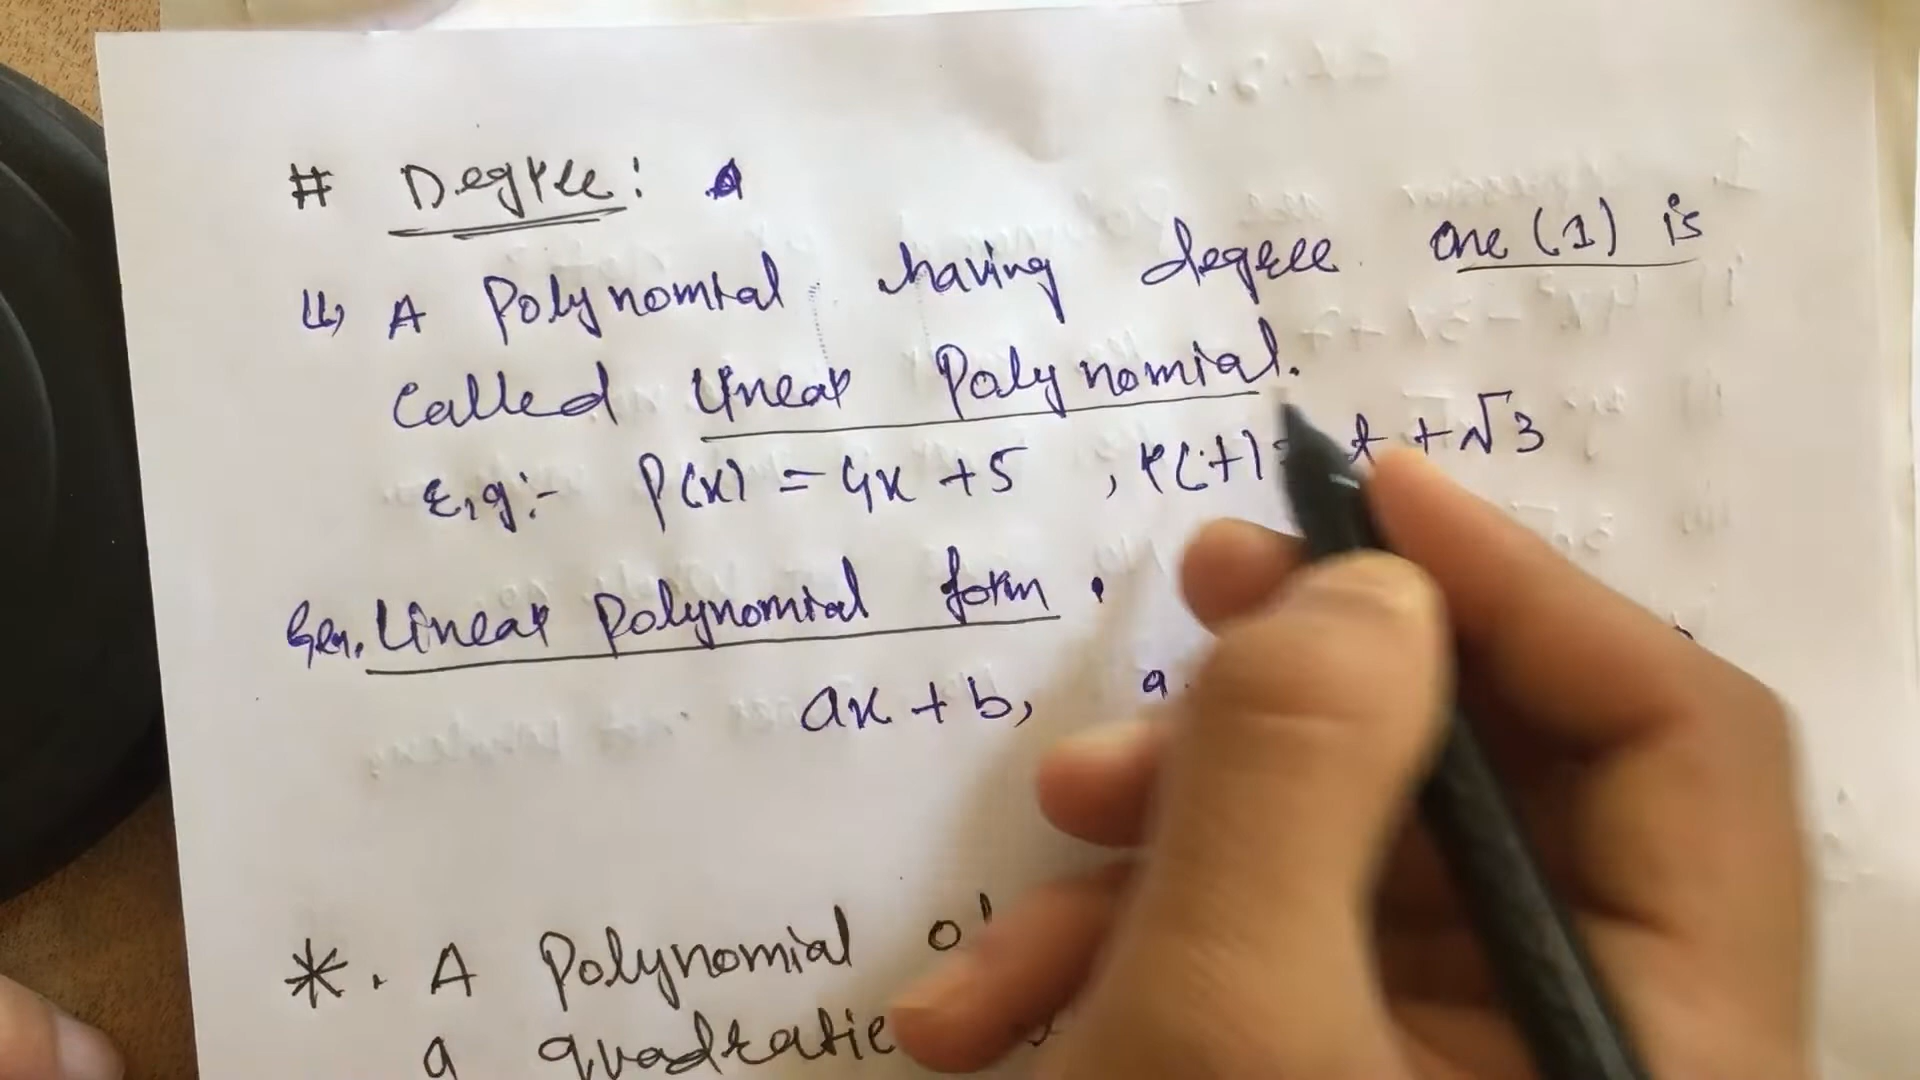 # Degree:
↳ A Polynomial having degree one (1) is
Called Linear Polynomial.
E.g:- P(x) = 4x + 5 , P(t) = t + √3
Gen. Linear Polynomial form .
ax + b, a
*. A Polynomial
a quadratic